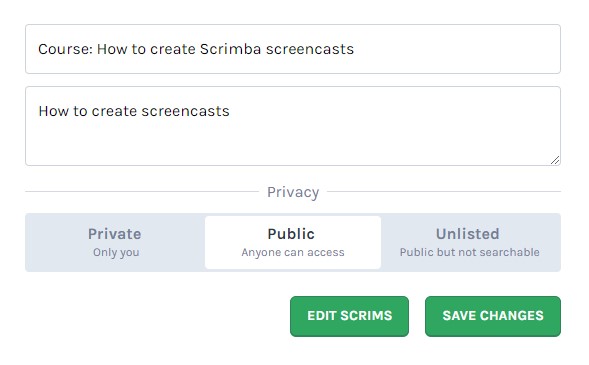 Course: How to create Scrimba screencasts
How to create screencasts
Privacy
Private
Only you
Public
Anyone can access
Unlisted
Public but not searchable
EDIT SCRIMS
SAVE CHANGES